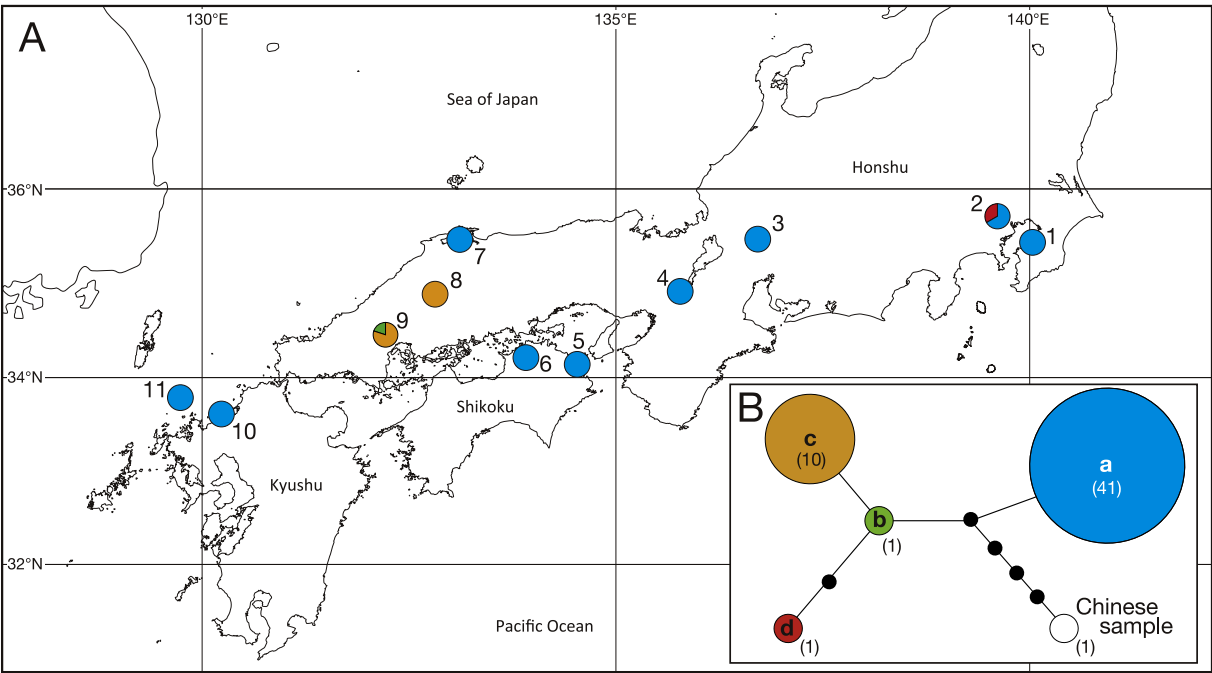 A
130°E
135°E
140°E
Sea of Japan
Honshu
36°N
2
3
1
7
4
8
9
5
6
34°N
11
10
Shikoku
Kyushu
32°N
Pacific Ocean
B
c
(10)
a
(41)
b
(1)
d
(1)
Chinese
sample
(1)